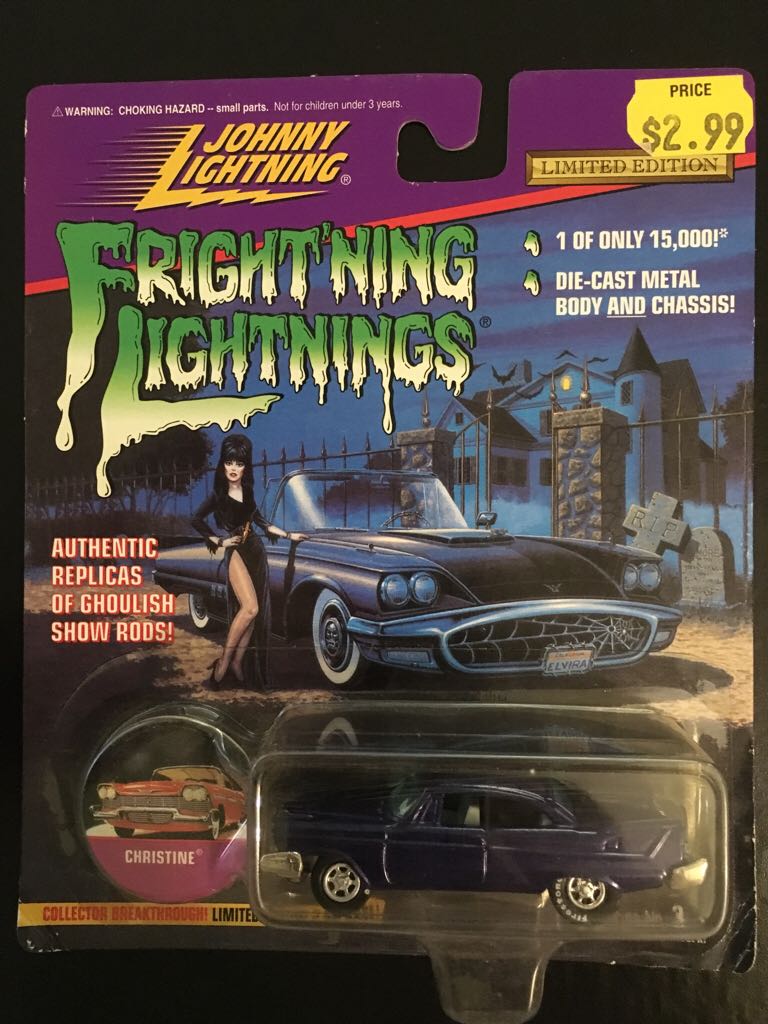 ⚠ WARNING: CHOKING HAZARD -- small parts. Not for children under 3 years.
PRICE
$2.99
JOHNNY
LIGHTNING®
LIMITED EDITION
FRIGHT'NING
LIGHTNINGS®
1 OF ONLY 15,000!*
DIE-CAST METAL
BODY AND CHASSIS!
RIP
AUTHENTIC
REPLICAS
OF GHOULISH
SHOW RODS!
ELVIRA
CHRISTINE®
Firestone
COLLECTOR BREAKTHROUGH! LIMITED